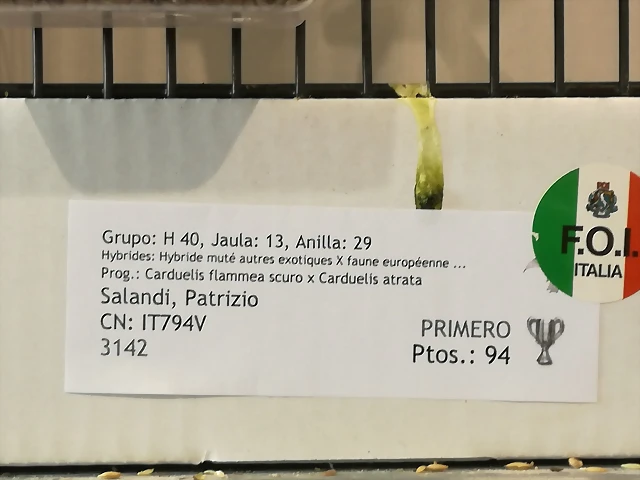 Grupo: H 40, Jaula: 13, Anilla: 29
Hybrides: Hybride muté autres exotiques X faune européenne ...
Prog.: Carduelis flammea scuro x Carduelis atrata
Salandi, Patrizio
CN: IT794V
3142
PRIMERO
Ptos.: 94
F.O.I.
ITALIA